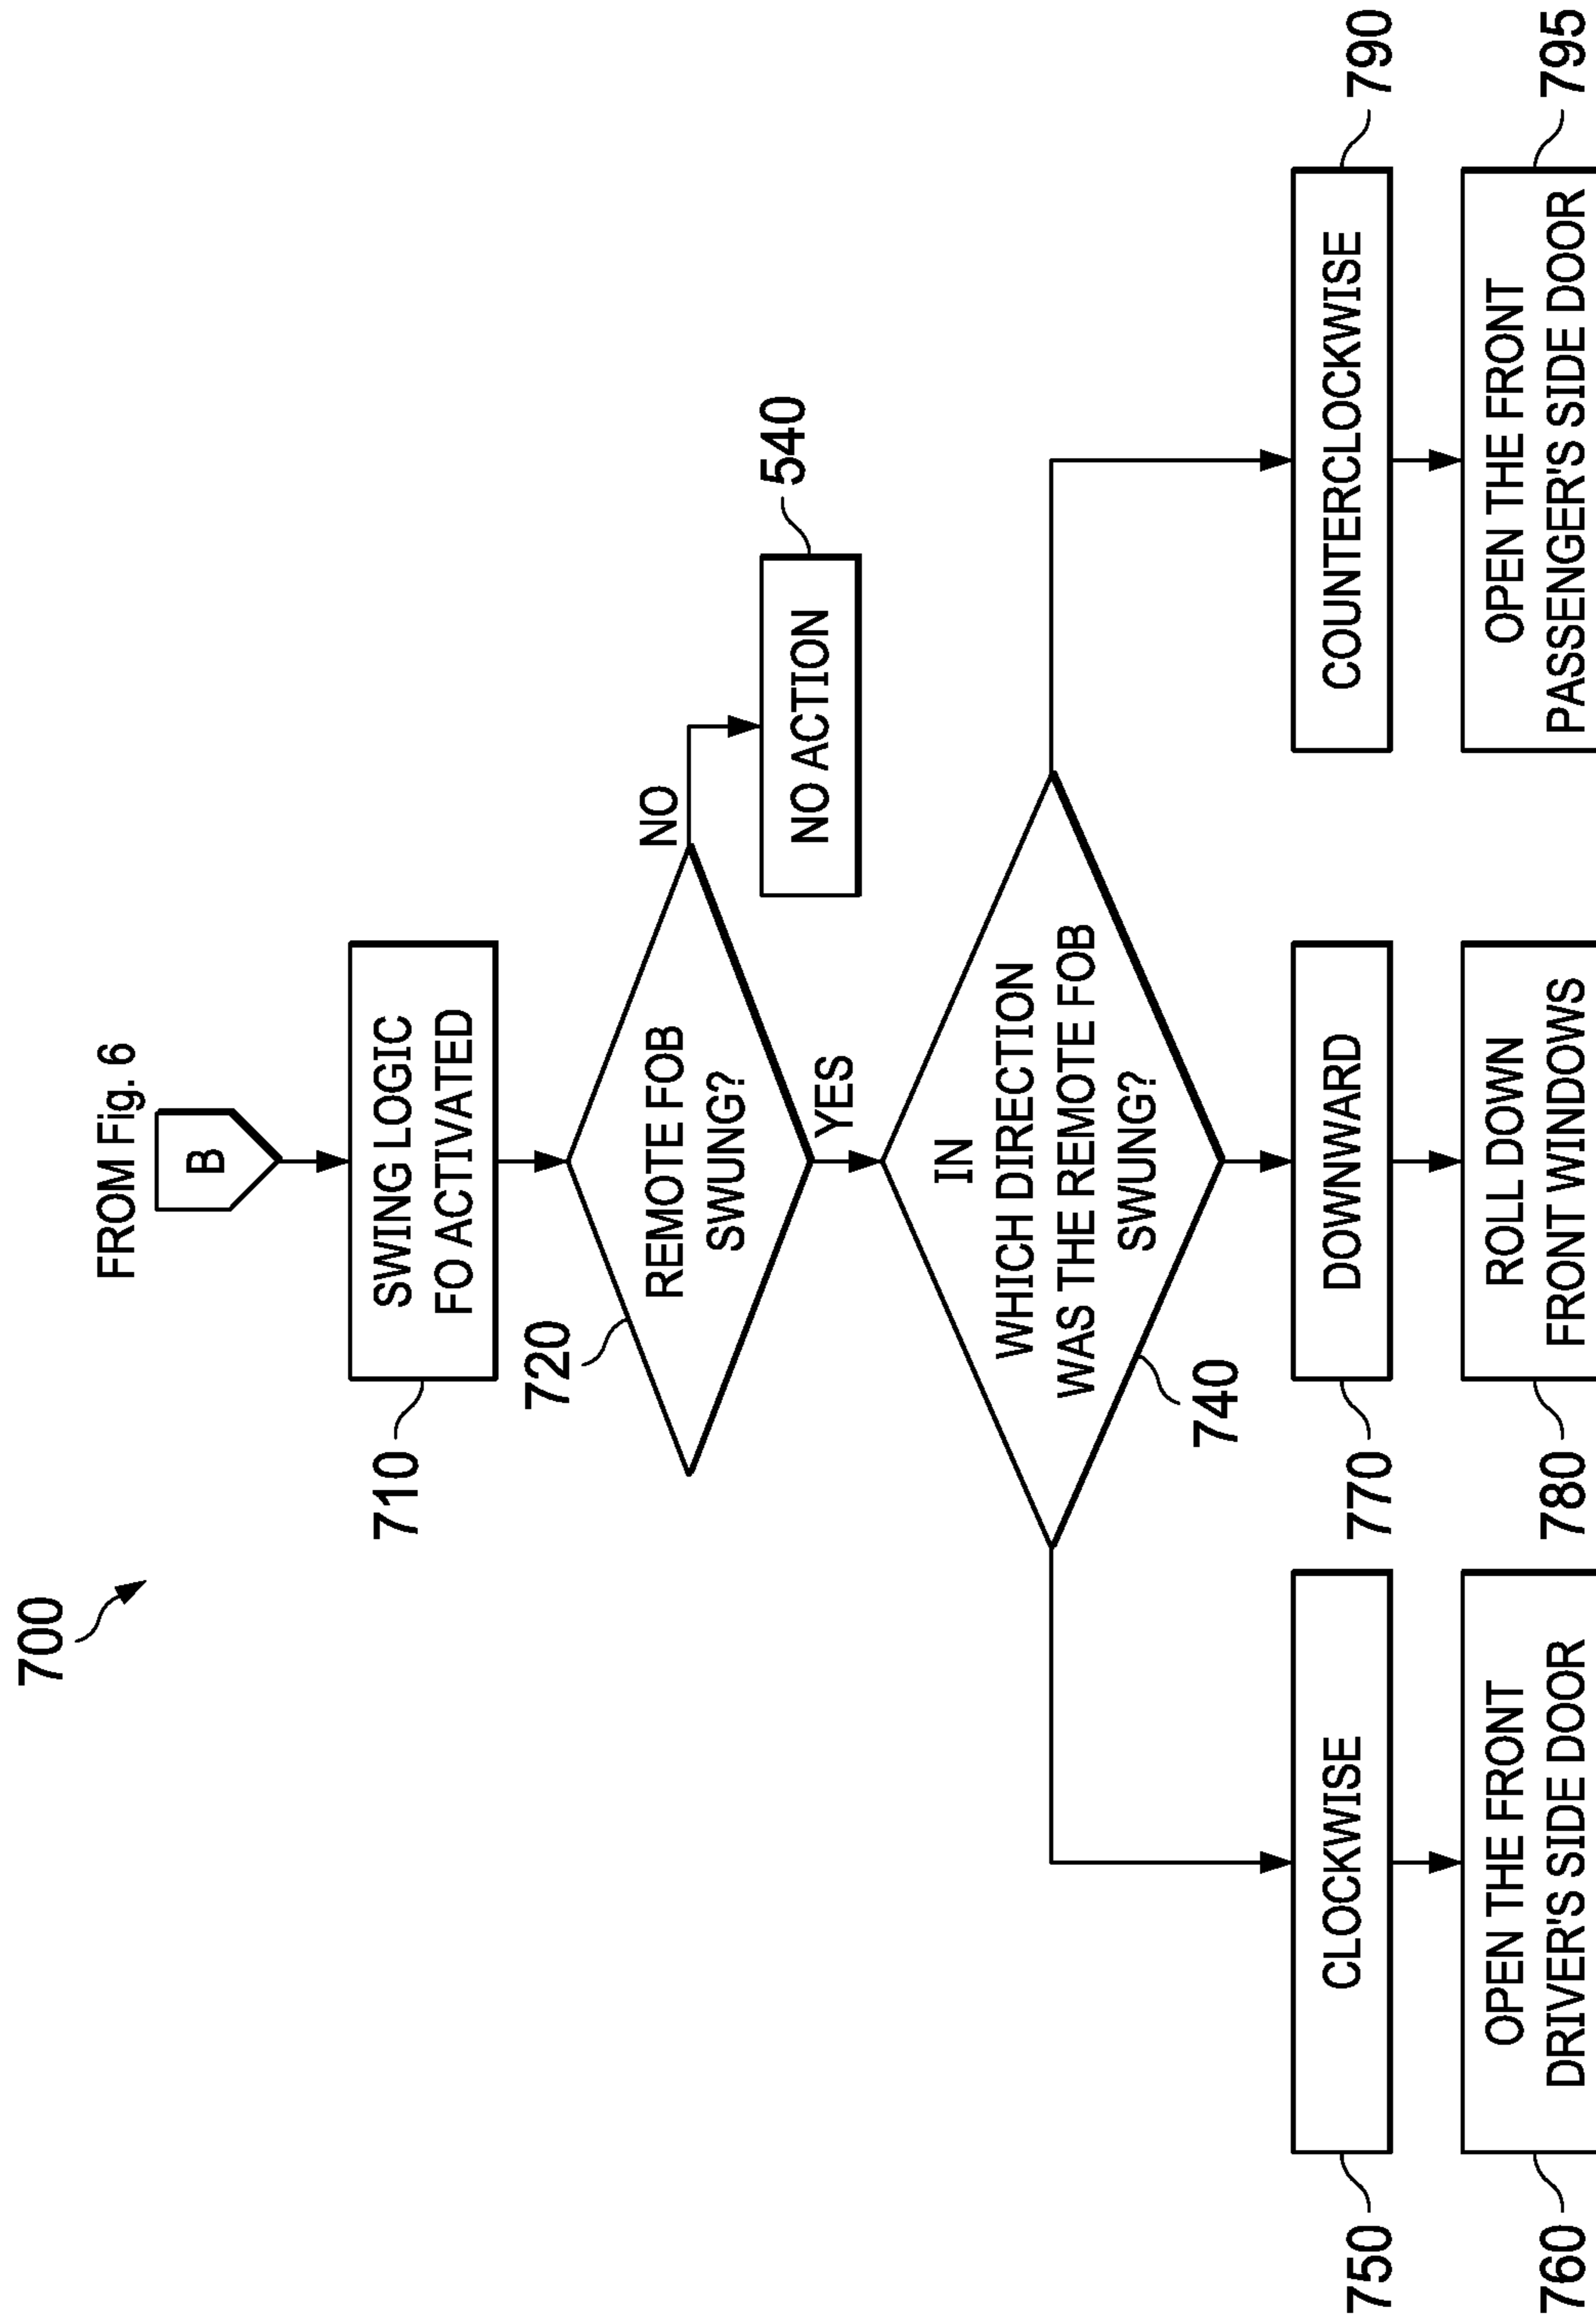 700
FROM Fig. 6
B
710
SWING LOGIC
FO ACTIVATED
720
REMOTE FOB
SWUNG?
NO
NO ACTION
540
YES
IN
WHICH DIRECTION
WAS THE REMOTE FOB
SWUNG?
740
750
CLOCKWISE
770
DOWNWARD
COUNTERCLOCKWISE
790
760
OPEN THE FRONT
DRIVER'S SIDE DOOR
780
ROLL DOWN
FRONT WINDOWS
OPEN THE FRONT
PASSENGER'S SIDE DOOR
795